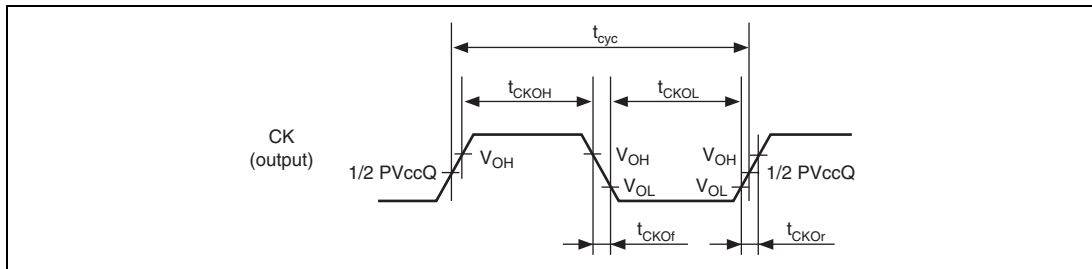 tcyc
tCKOH tCKOL
CK
(output)
1/2 PVccQ VOH VOH VOH 1/2 PVccQ
VOL VOL
tCKOf tCKOr